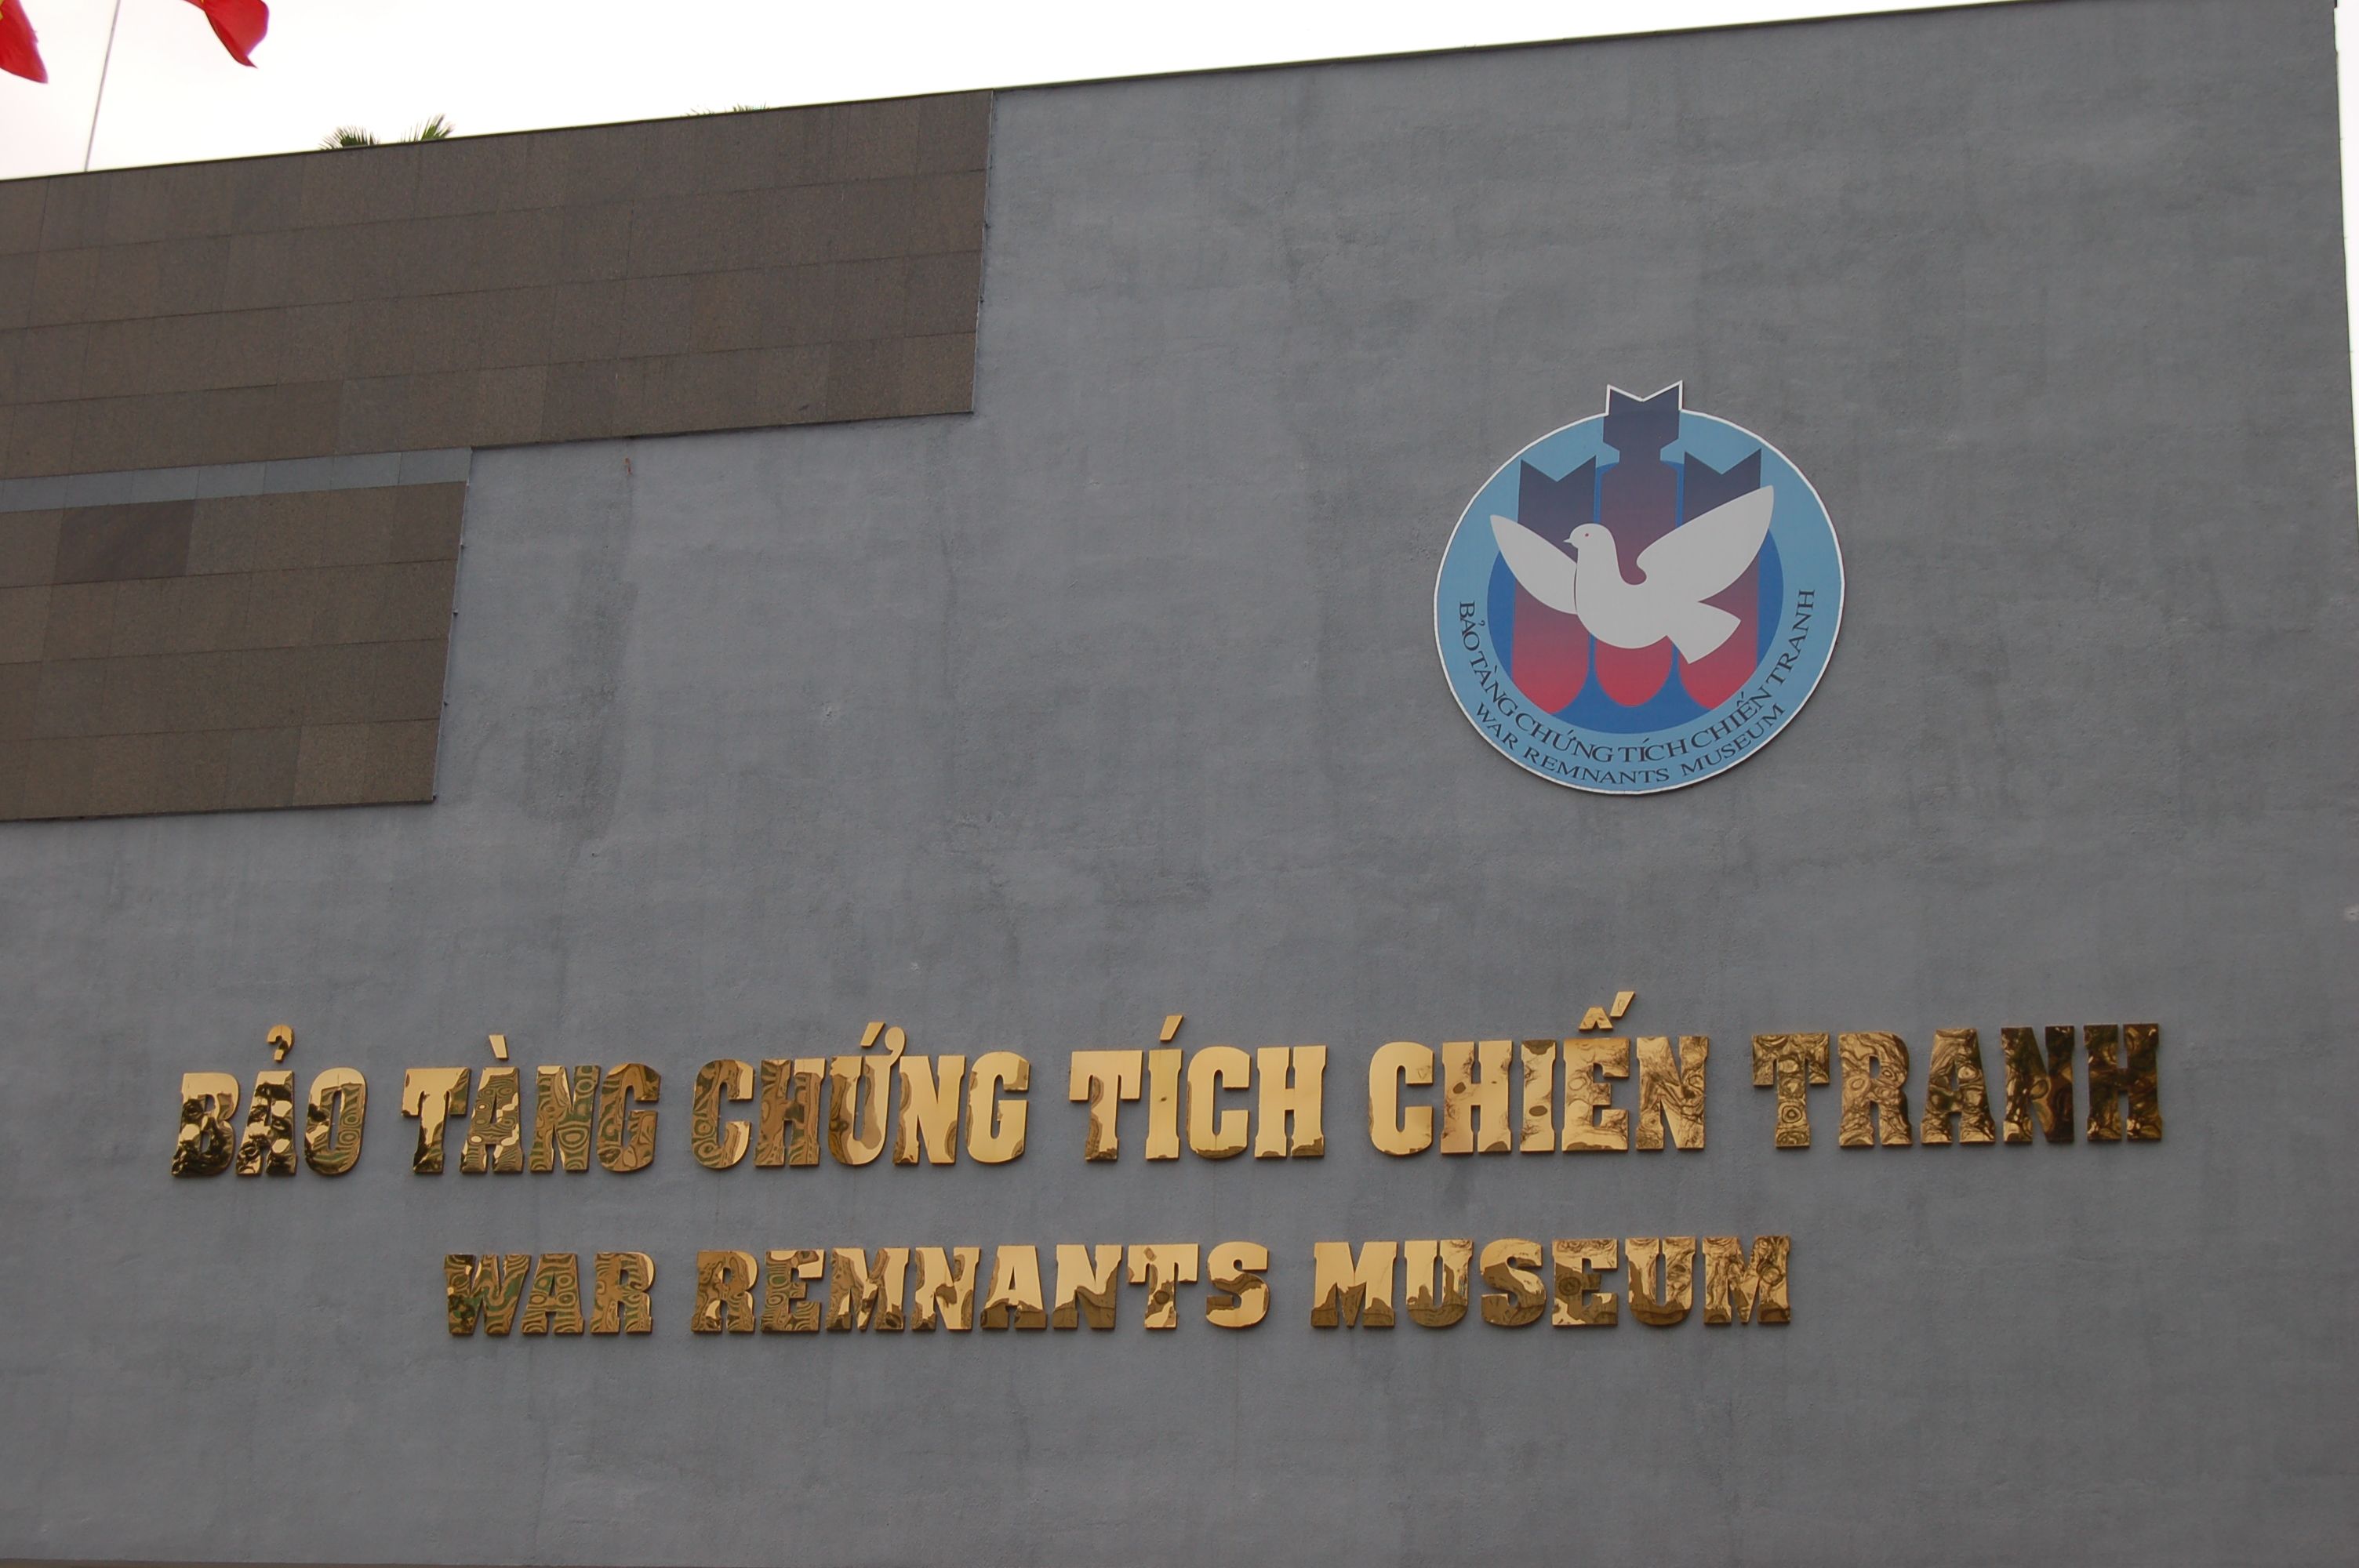 BẢO TÀNG CHỨNG TÍCH CHIẾN TRANH
WAR REMNANTS MUSEUM
BẢO TÀNG CHỨNG TÍCH CHIẾN TRANH
WAR REMNANTS MUSEUM